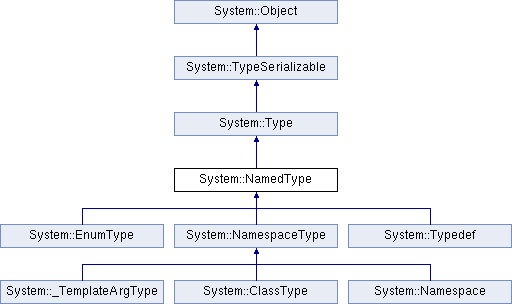 System::Object
System::TypeSerializable
System::Type
System::NamedType
System::EnumType
System::NamespaceType
System::Typedef
System::_TemplateArgType
System::ClassType
System::Namespace